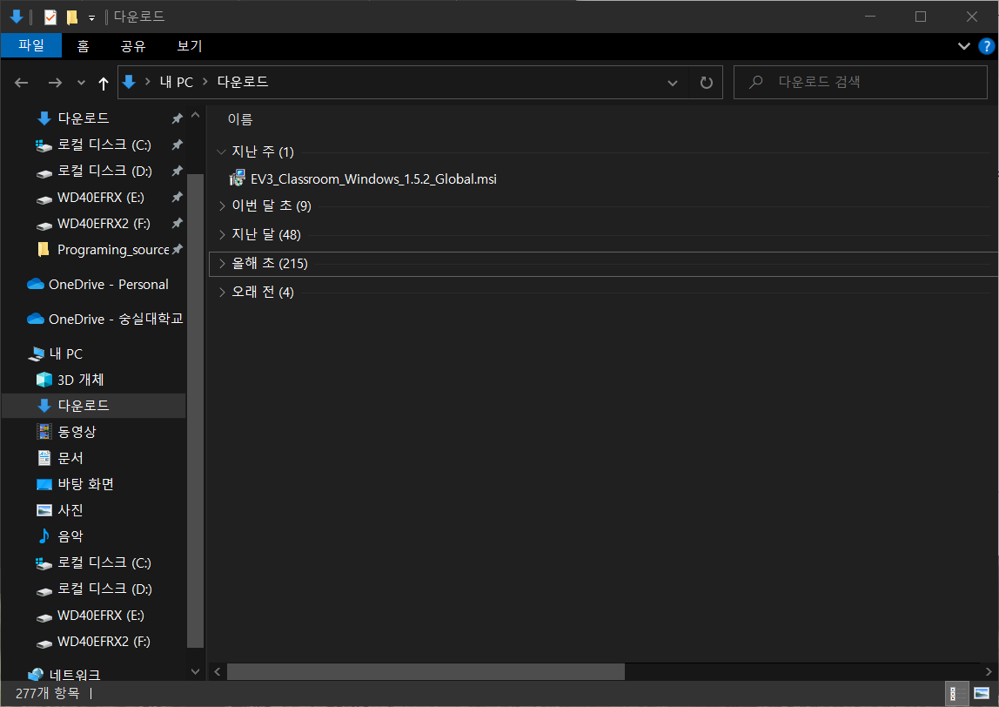 다운로드
파일 홈 공유 보기
내 PC 다운로드
다운로드 검색
다운로드
로컬 디스크 (C:)
로컬 디스크 (D:)
WD40EFRX (E:)
WD40EFRX2 (F:)
Programing_source
OneDrive - Personal
OneDrive - 숭실대학교
내 PC
3D 개체
다운로드
동영상
문서
바탕 화면
사진
음악
로컬 디스크 (C:)
로컬 디스크 (D:)
WD40EFRX (E:)
WD40EFRX2 (F:)
네트워크
이름
지난 주 (1)
EV3_Classroom_Windows_1.5.2_Global.msi
이번 달 초 (9)
지난 달 (48)
올해 초 (215)
오래 전 (4)
277개 항목